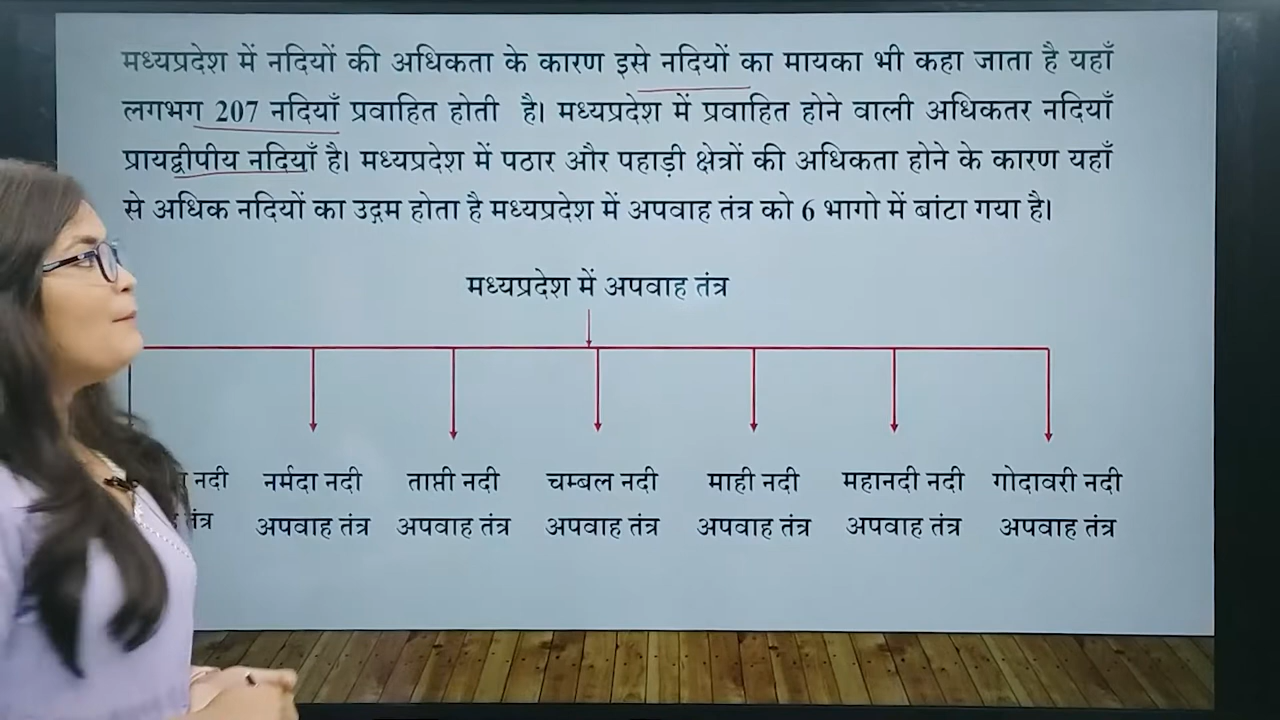 मध्यप्रदेश में नदियों की अधिकता के कारण इसे नदियों का मायका भी कहा जाता है यहाँ
लगभग 207 नदियाँ प्रवाहित होती है। मध्यप्रदेश में प्रवाहित होने वाली अधिकतर नदियाँ
प्रायद्वीपीय नदियाँ है। मध्यप्रदेश में पठार और पहाड़ी क्षेत्रों की अधिकता होने के कारण यहाँ
से अधिक नदियों का उद्गम होता है मध्यप्रदेश में अपवाह तंत्र को 6 भागो में बांटा गया है।
मध्यप्रदेश में अपवाह तंत्र
नदी नर्मदा नदी ताप्ती नदी चम्बल नदी माही नदी महानदी नदी गोदावरी नदी
तंत्र अपवाह तंत्र अपवाह तंत्र अपवाह तंत्र अपवाह तंत्र अपवाह तंत्र अपवाह तंत्र